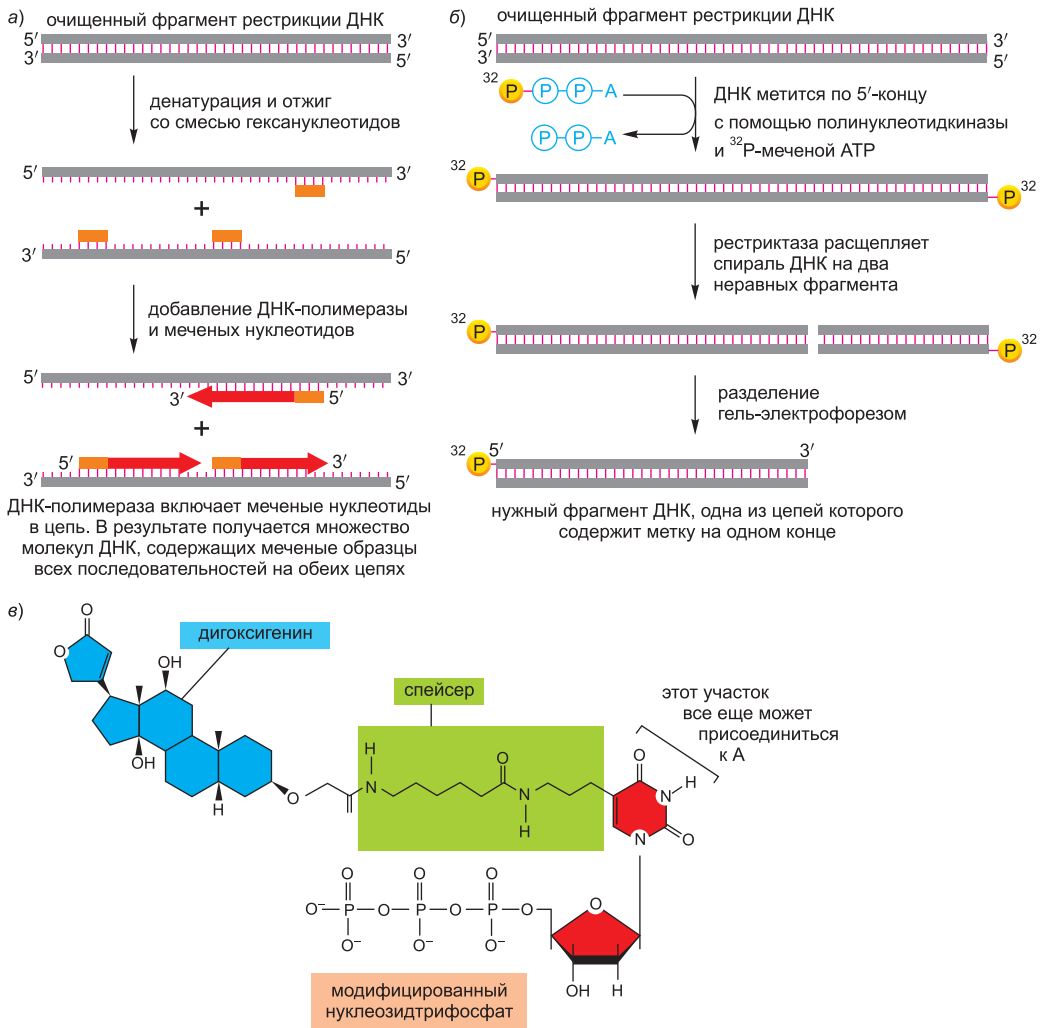 а)
очищенный фрагмент рестрикции ДНК
5′ 3′
3′ 5′
денатурация и отжиг
со смесью гексануклеотидов
5′ 3′
+
3′ 5′
добавление ДНК-полимеразы
и меченых нуклеотидов
5′ 3′
3′ 5′
+
5′ 3′
3′ 5′
ДНК-полимераза включает меченые нуклеотиды
в цепь. В результате получается множество
молекул ДНК, содержащих меченые образцы
всех последовательностей на обеих цепях
б)
очищенный фрагмент рестрикции ДНК
5′ 3′
3′ 5′
32
P P P A
P P A
ДНК метится по 5′-концу
с помощью полинуклеотидкиназы
и 32P-меченой АТР
32
P
P 32
рестриктаза расщепляет
спираль ДНК на два
неравных фрагмента
32
P
P 32
разделение
гель-электрофорезом
32 5′ 3′
P
нужный фрагмент ДНК, одна из цепей которого
содержит метку на одном конце
в)
O
O
дигоксигенин
OH
OH
H
O
спейсер
H
N
O
N
H
этот участок
все еще может
присоединиться
к А
O
N H
N O
O O O
O– P O P O P O
O– O– O–
O
OH H
модифицированный
нуклеозидтрифосфат